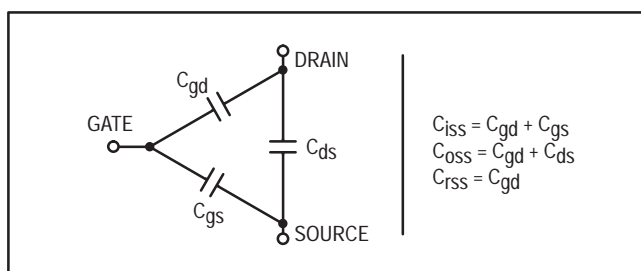 DRAIN
Cgd
GATE
Cds
Cgs
SOURCE
Ciss = Cgd + Cgs
Coss = Cgd + Cds
Crss = Cgd